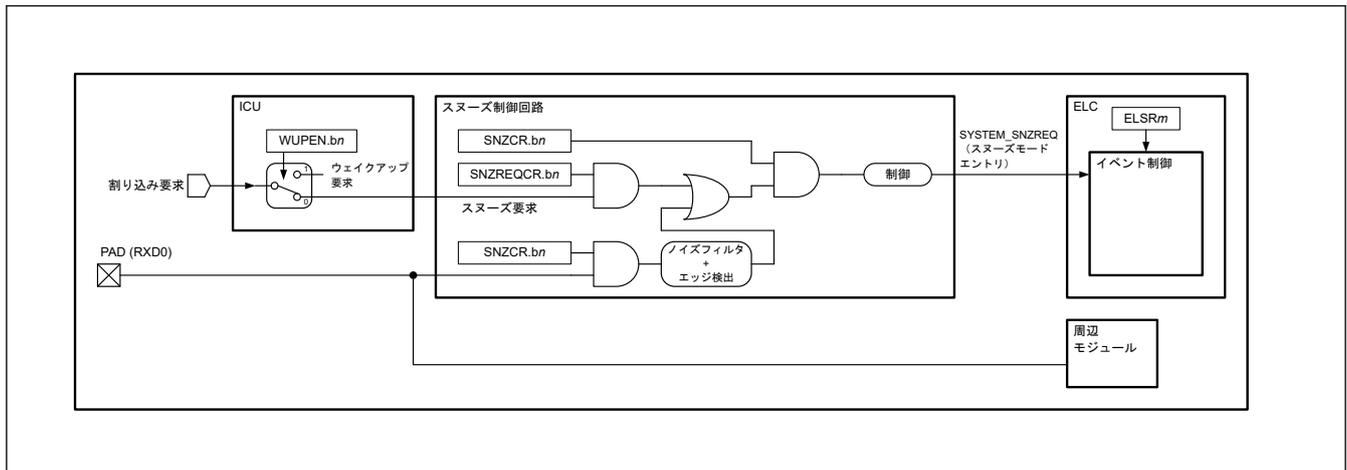 ICU
WUPEN.bn
1
0
ウェイクアップ
要求
割り込み要求
PAD (RXD0)
スヌーズ制御回路
SNZCR.bn
SNZREQCR.bn
スヌーズ要求
SNZCR.bn
ノイズフィルタ
+
エッジ検出
制御
SYSTEM_SNZREQ
（スヌーズモード
エントリ）
ELC
ELSRm
イベント制御
周辺
モジュール